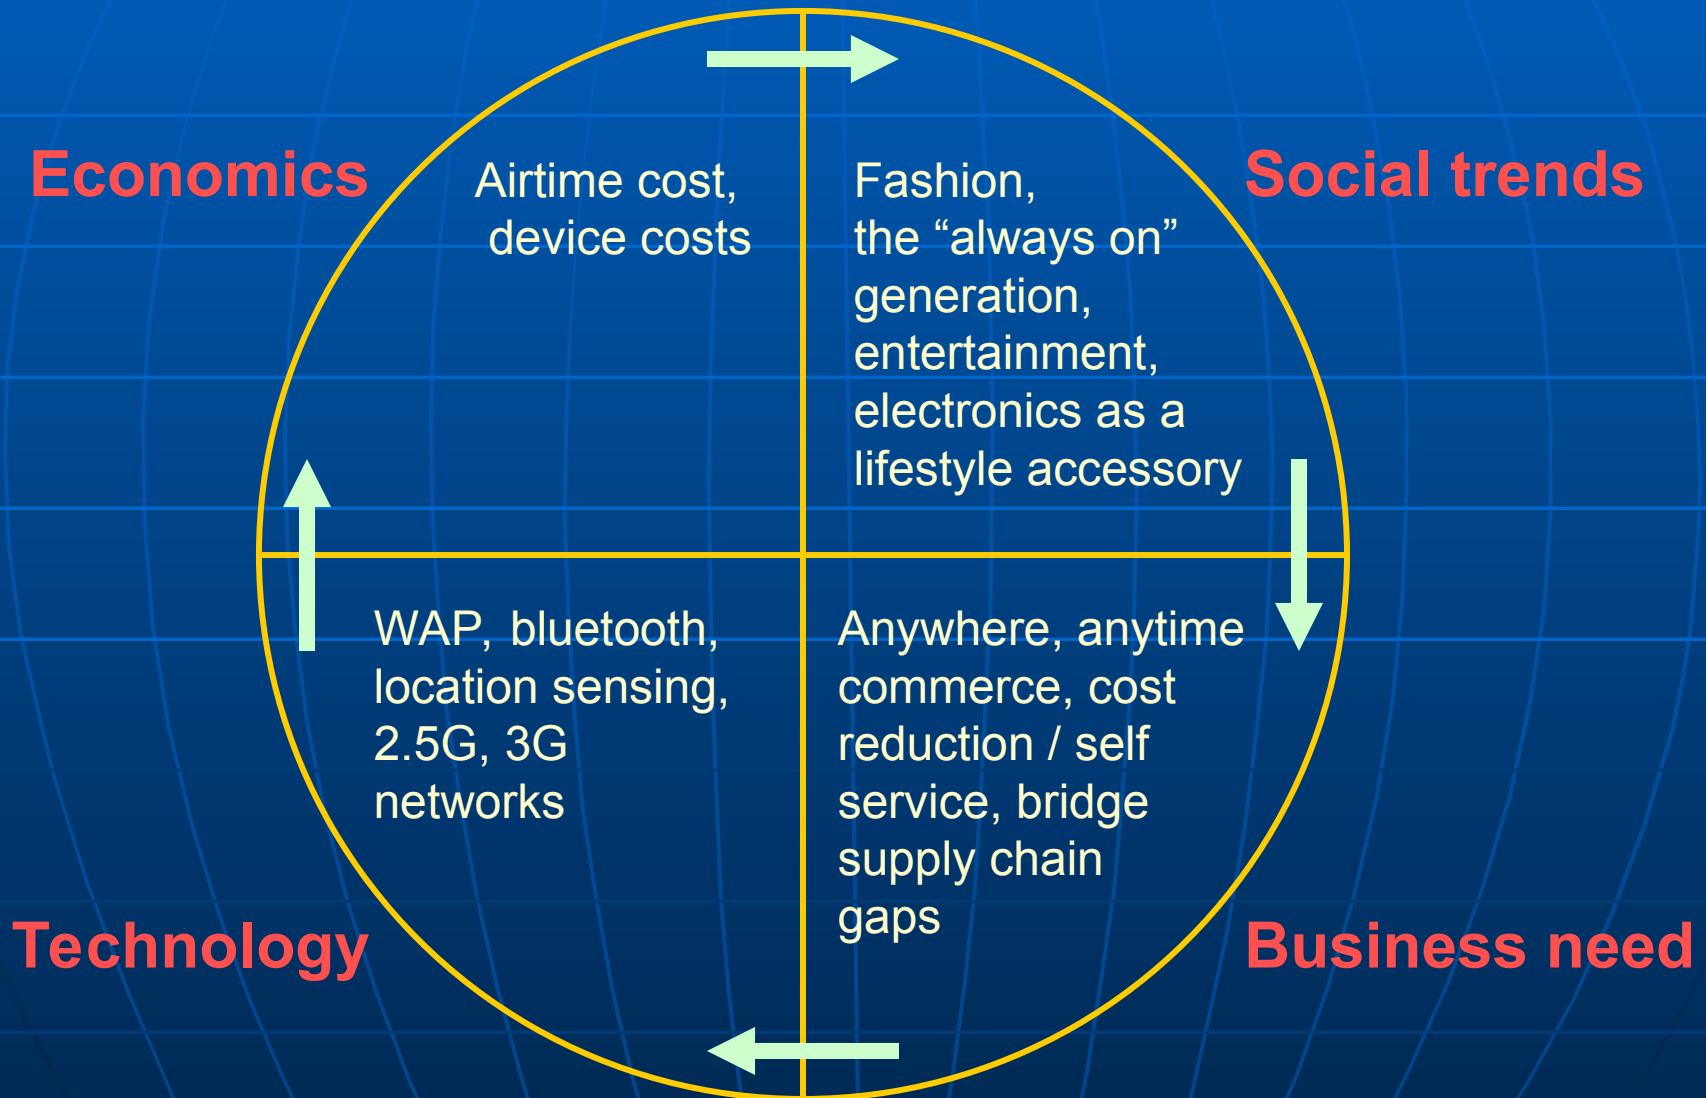 Economics
Airtime cost,
device costs
Social trends
Fashion,
the “always on”
generation,
entertainment,
electronics as a
lifestyle accessory
Technology
WAP, bluetooth,
location sensing,
2.5G, 3G
networks
Business need
Anywhere, anytime
commerce, cost
reduction / self
service, bridge
supply chain
gaps